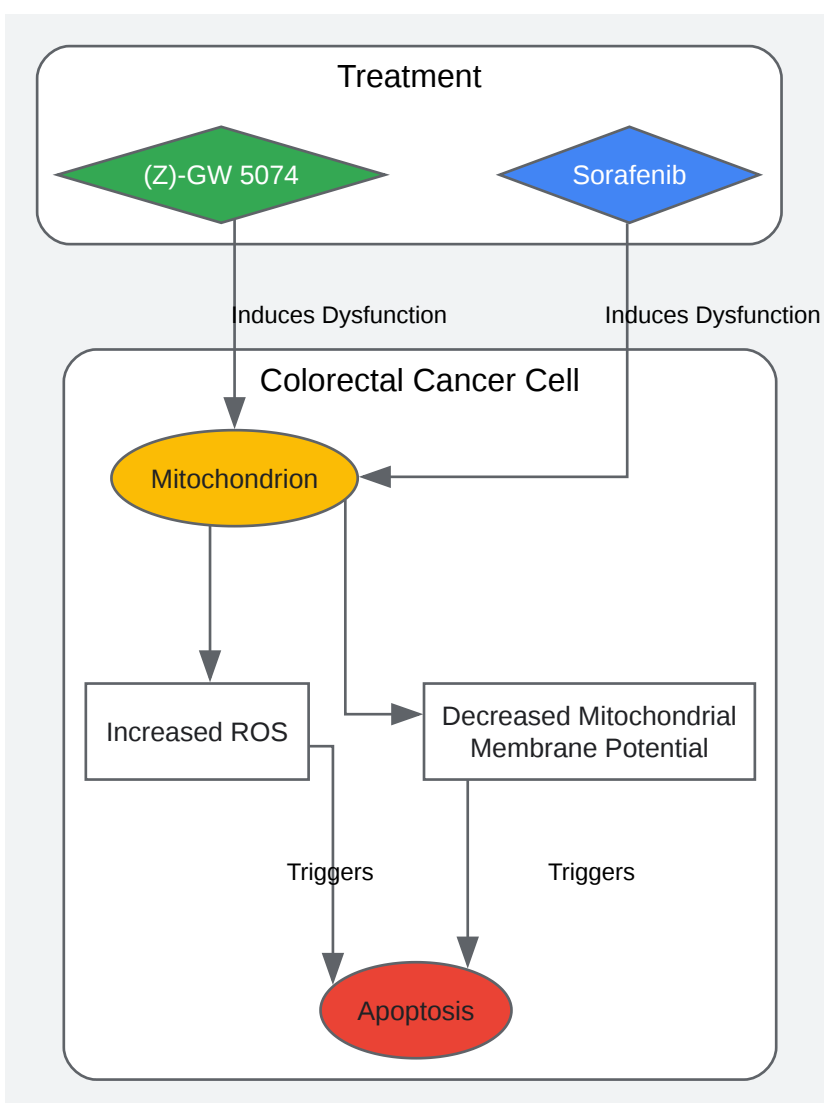 Treatment
(Z)-GW 5074
Sorafenib
Induces Dysfunction
Induces Dysfunction
Colorectal Cancer Cell
Mitochondrion
Increased ROS
Decreased Mitochondrial
Membrane Potential
Triggers
Triggers
Apoptosis